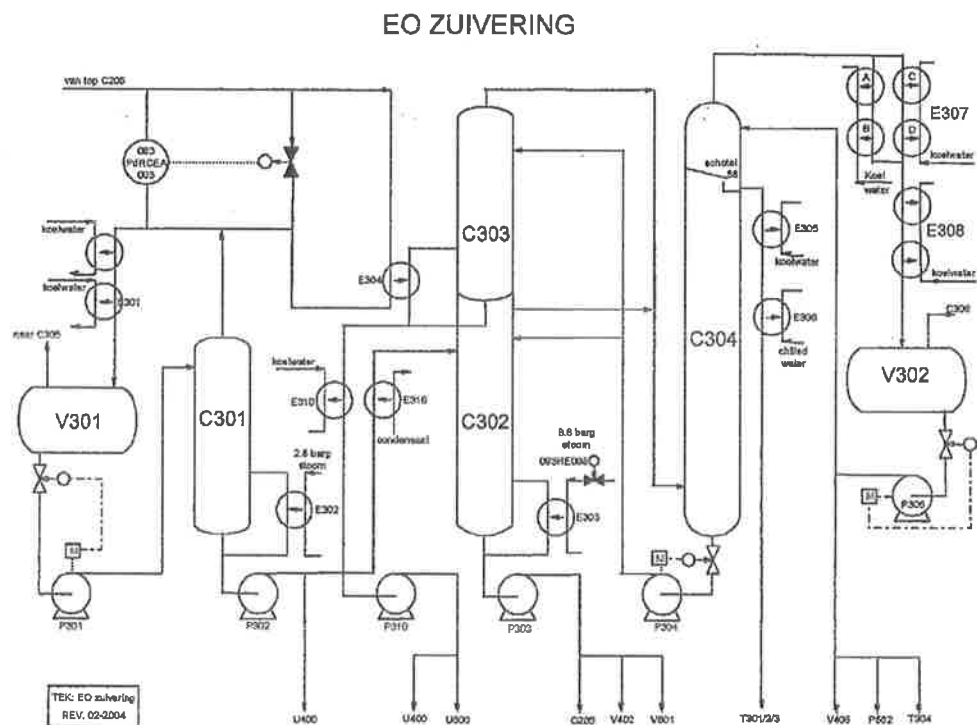 EO ZUIVERING
van top C205
003
PdRCEA
003
koelwater
koelwater
E301
naar C305
V301
C301
2.5 barg
stoom
E302
koelwater
E310
E316
condensaat
E304
C303
C302
8.6 barg
stoom
E303
schotel
58
C304
E305
koelwater
E306
chilled
water
A
B
C
D
E307
Koel
water
koelwater
E308
koelwater
C306
V302
M
P301
P302
P310
P303
M
P304
M
P305
TEK: EO zuivering
REV. 02-2004
U400
U400
U500
C205
V402
V601
T301/2/3
V405
P502
T304